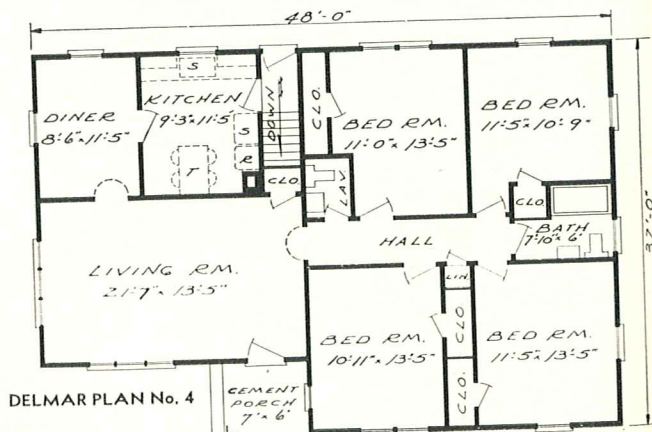 48'-0"
S
DINER
8'-6" x 11'-5"
KITCHEN
9'-3" x 11'-5
S
R
T
DOWN
CLO.
CLO.
BED RM.
11'-0" x 13'-5"
BED RM.
11'-5" x 10'-9"
LAV.
CLO.
BATH
7'-10" x 6'
HALL
LIVING RM.
21'-7" x 13'-5"
LIN.
BED RM.
10'-11" x 13'-5"
CLO
CLO.
BED RM.
11'-5" x 13'-5"
CEMENT
PORCH
7' x 6'
DELMAR PLAN No. 4